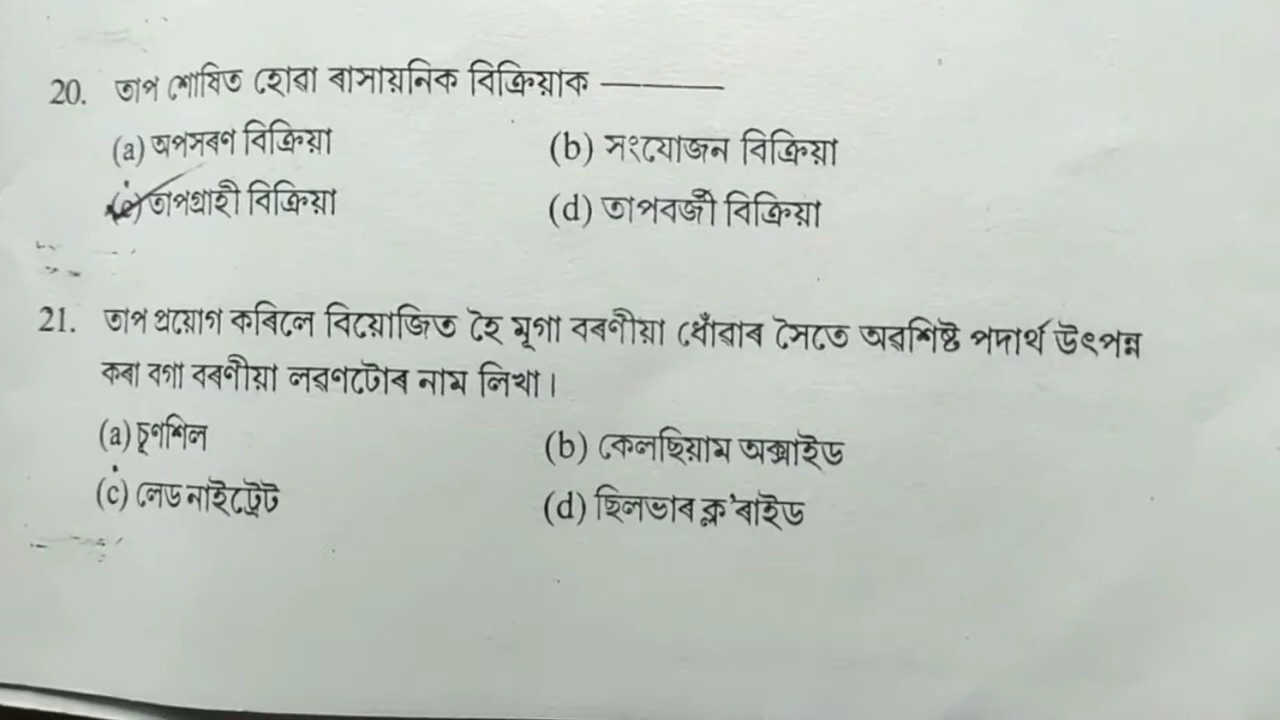 20. তাপ শোষিত হোৱা ৰাসায়নিক বিক্ৰিয়াক ———
(a) অপসৰণ বিক্ৰিয়া (b) সংযোজন বিক্ৰিয়া
(c) তাপগ্ৰাহী বিক্ৰিয়া (d) তাপবৰ্জী বিক্ৰিয়া
21. তাপ প্ৰয়োগ কৰিলে বিয়োজিত হৈ মূগা বৰণীয়া ধোঁৱাৰ সৈতে অৱশিষ্ট পদাৰ্থ উৎপন্ন
কৰা বগা বৰণীয়া লৱণটোৰ নাম লিখা।
(a) চূণশিল (b) কেলছিয়াম অক্সাইড
(c) লেড নাইট্ৰেট (d) ছিলভাৰ ক্ল'ৰাইড